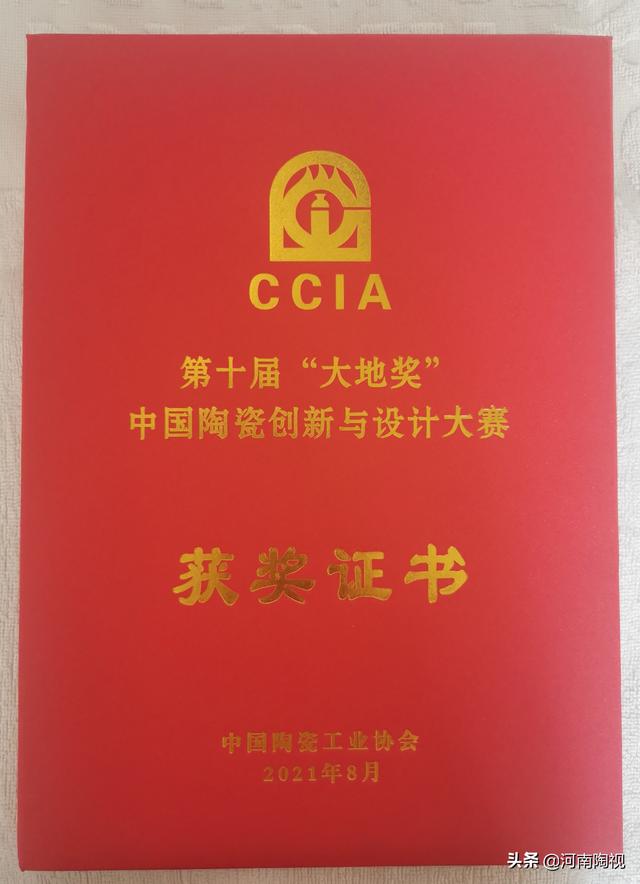 CCIA
第十届“大地奖”
中国陶瓷创新与设计大赛
获奖证书
中国陶瓷工业协会
2021年8月
头条 @河南陶视